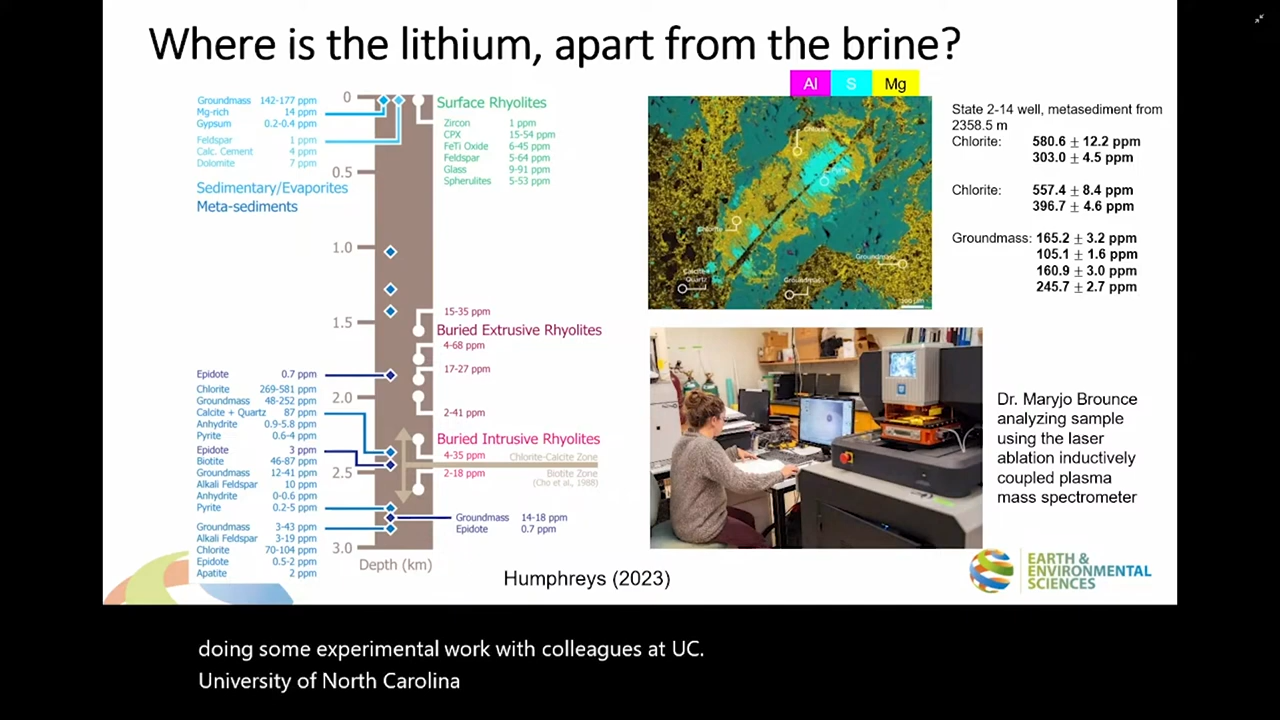 Where is the lithium, apart from the brine?
Groundmass 142-177 ppm
Mg-rich 14 ppm
Gypsum 0.2-0.4 ppm
Feldspar 1 ppm
Calc. Cement 4 ppm
Dolomite 7 ppm
Sedimentary/Evaporites
Meta-sediments
Epidote 0.7 ppm
Chlorite 269-581 ppm
Groundmass 48-252 ppm
Calcite + Quartz 87 ppm
Anhydrite 0.9-5.8 ppm
Pyrite 0.6-4 ppm
Epidote 3 ppm
Biotite 46-87 ppm
Groundmass 12-41 ppm
Alkali Feldspar 10 ppm
Anhydrite 0-0.6 ppm
Pyrite 0.2-5 ppm
Groundmass 3-43 ppm
Alkali Feldspar 3-19 ppm
Chlorite 70-104 ppm
Epidote 0.5-2 ppm
Apatite 2 ppm
0
0.5
1.0
1.5
2.0
2.5
3.0
Depth (km)
Surface Rhyolites
Zircon 1 ppm
CPX 15-54 ppm
FeTi Oxide 6-45 ppm
Feldspar 5-64 ppm
Glass 9-91 ppm
Spherulites 5-53 ppm
15-35 ppm
Buried Extrusive Rhyolites
4-68 ppm
17-27 ppm
2-41 ppm
Buried Intrusive Rhyolites
4-35 ppm
Chlorite-Calcite Zone
2-18 ppm
Biotite Zone
(Cho et al., 1988)
Groundmass 14-18 ppm
Epidote 0.7 ppm
Humphreys (2023)
Al S Mg
Chlorite
Chlorite
Groundmass
Calcite+
Quartz
Groundmass
State 2-14 well, metasediment from
2358.5 m
Chlorite: 580.6 ± 12.2 ppm
303.0 ± 4.5 ppm
Chlorite: 557.4 ± 8.4 ppm
396.7 ± 4.6 ppm
Groundmass: 165.2 ± 3.2 ppm
105.1 ± 1.6 ppm
160.9 ± 3.0 ppm
245.7 ± 2.7 ppm
Dr. Maryjo Brounce
analyzing sample
using the laser
ablation inductively
coupled plasma
mass spectrometer
EARTH &
ENVIRONMENTAL
SCIENCES
doing some experimental work with colleagues at UC.
University of North Carolina